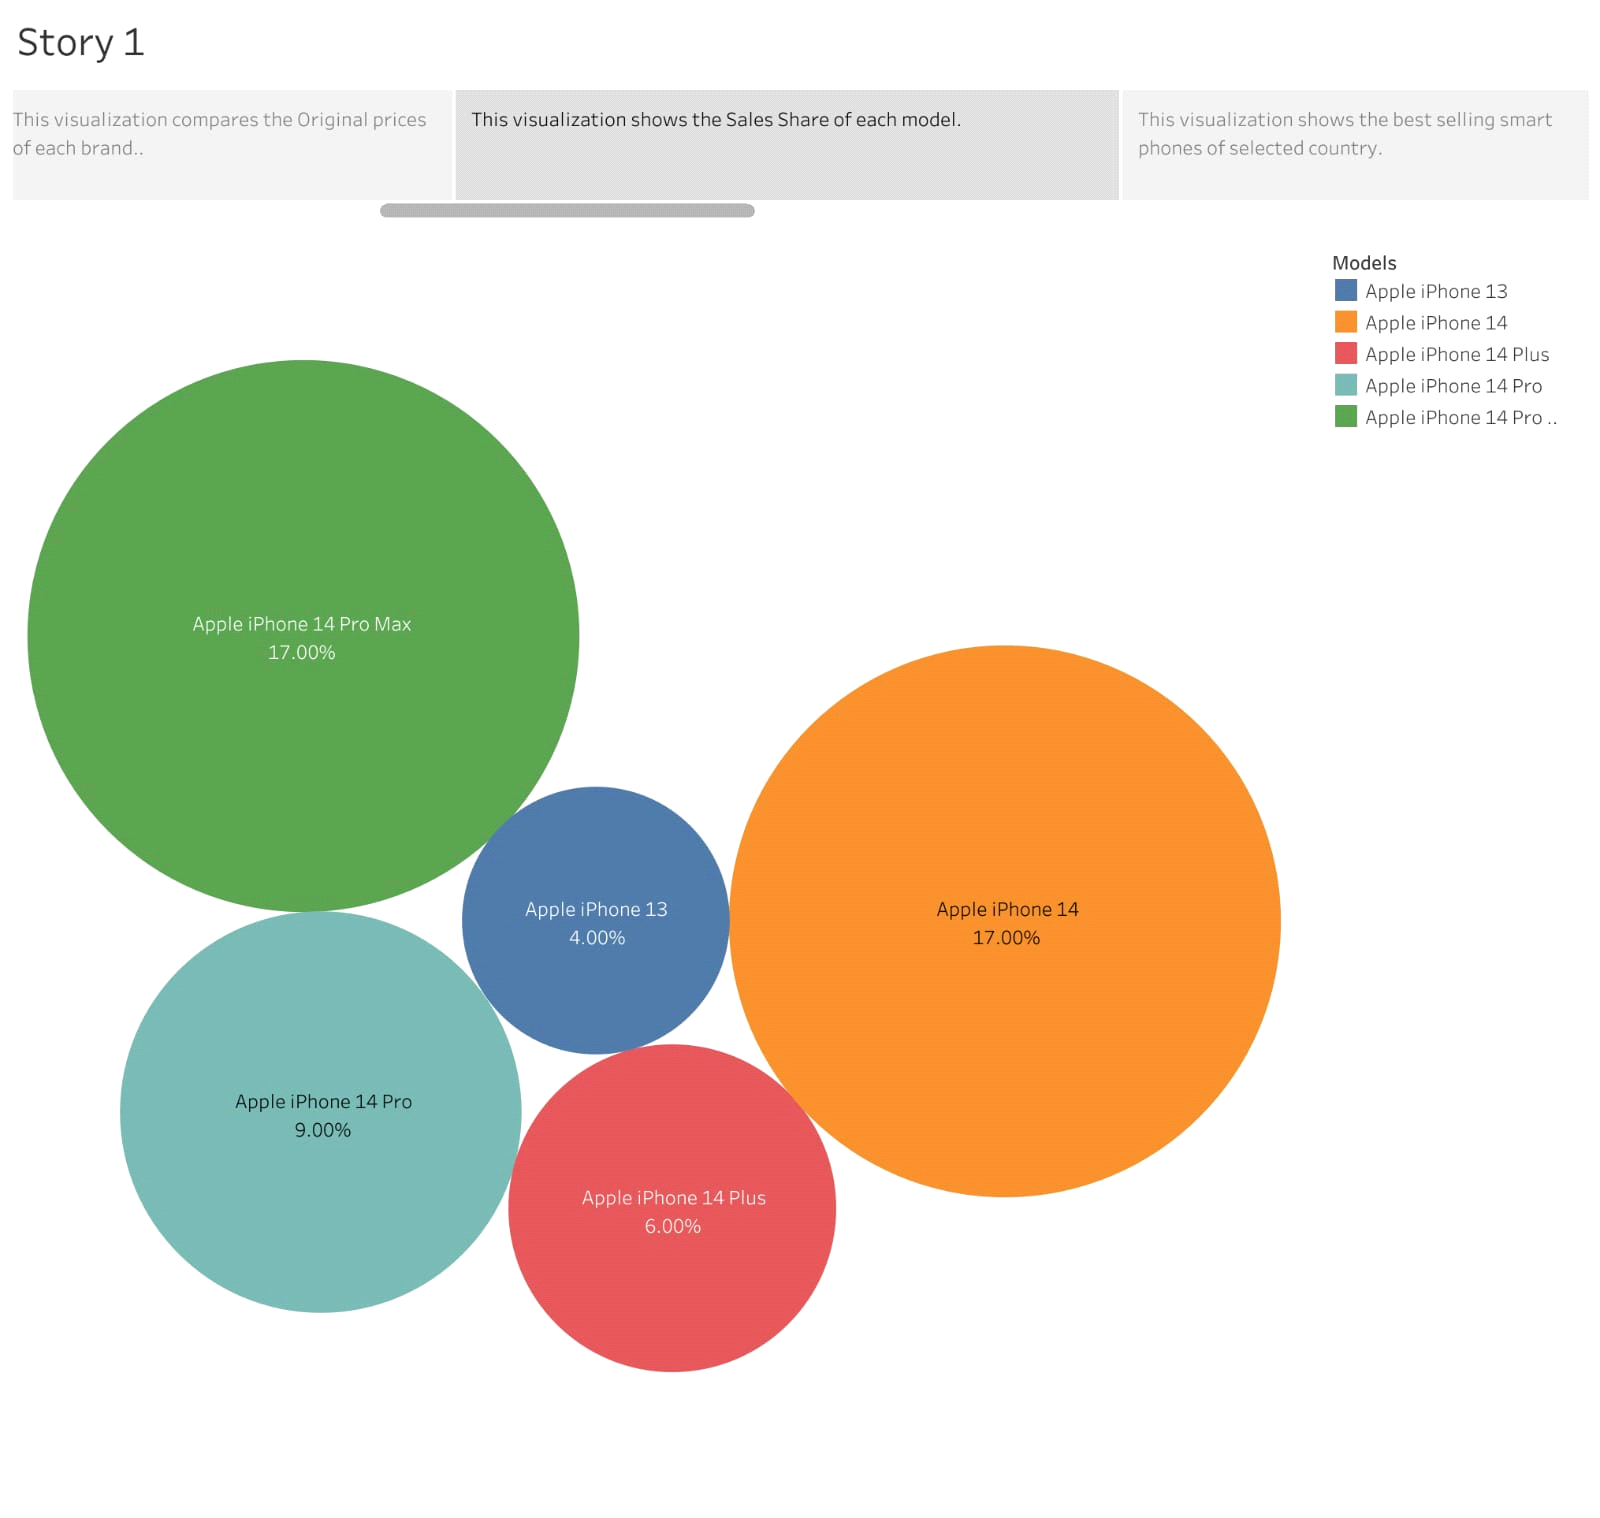 Story 1
This visualization compares the Original prices
of each brand..
This visualization shows the Sales Share of each model.
This visualization shows the best selling smart
phones of selected country.
Models
Apple iPhone 13
Apple iPhone 14
Apple iPhone 14 Plus
Apple iPhone 14 Pro
Apple iPhone 14 Pro ..
Apple iPhone 14 Pro Max
17.00%
Apple iPhone 13
4.00%
Apple iPhone 14
17.00%
Apple iPhone 14 Pro
9.00%
Apple iPhone 14 Plus
6.00%